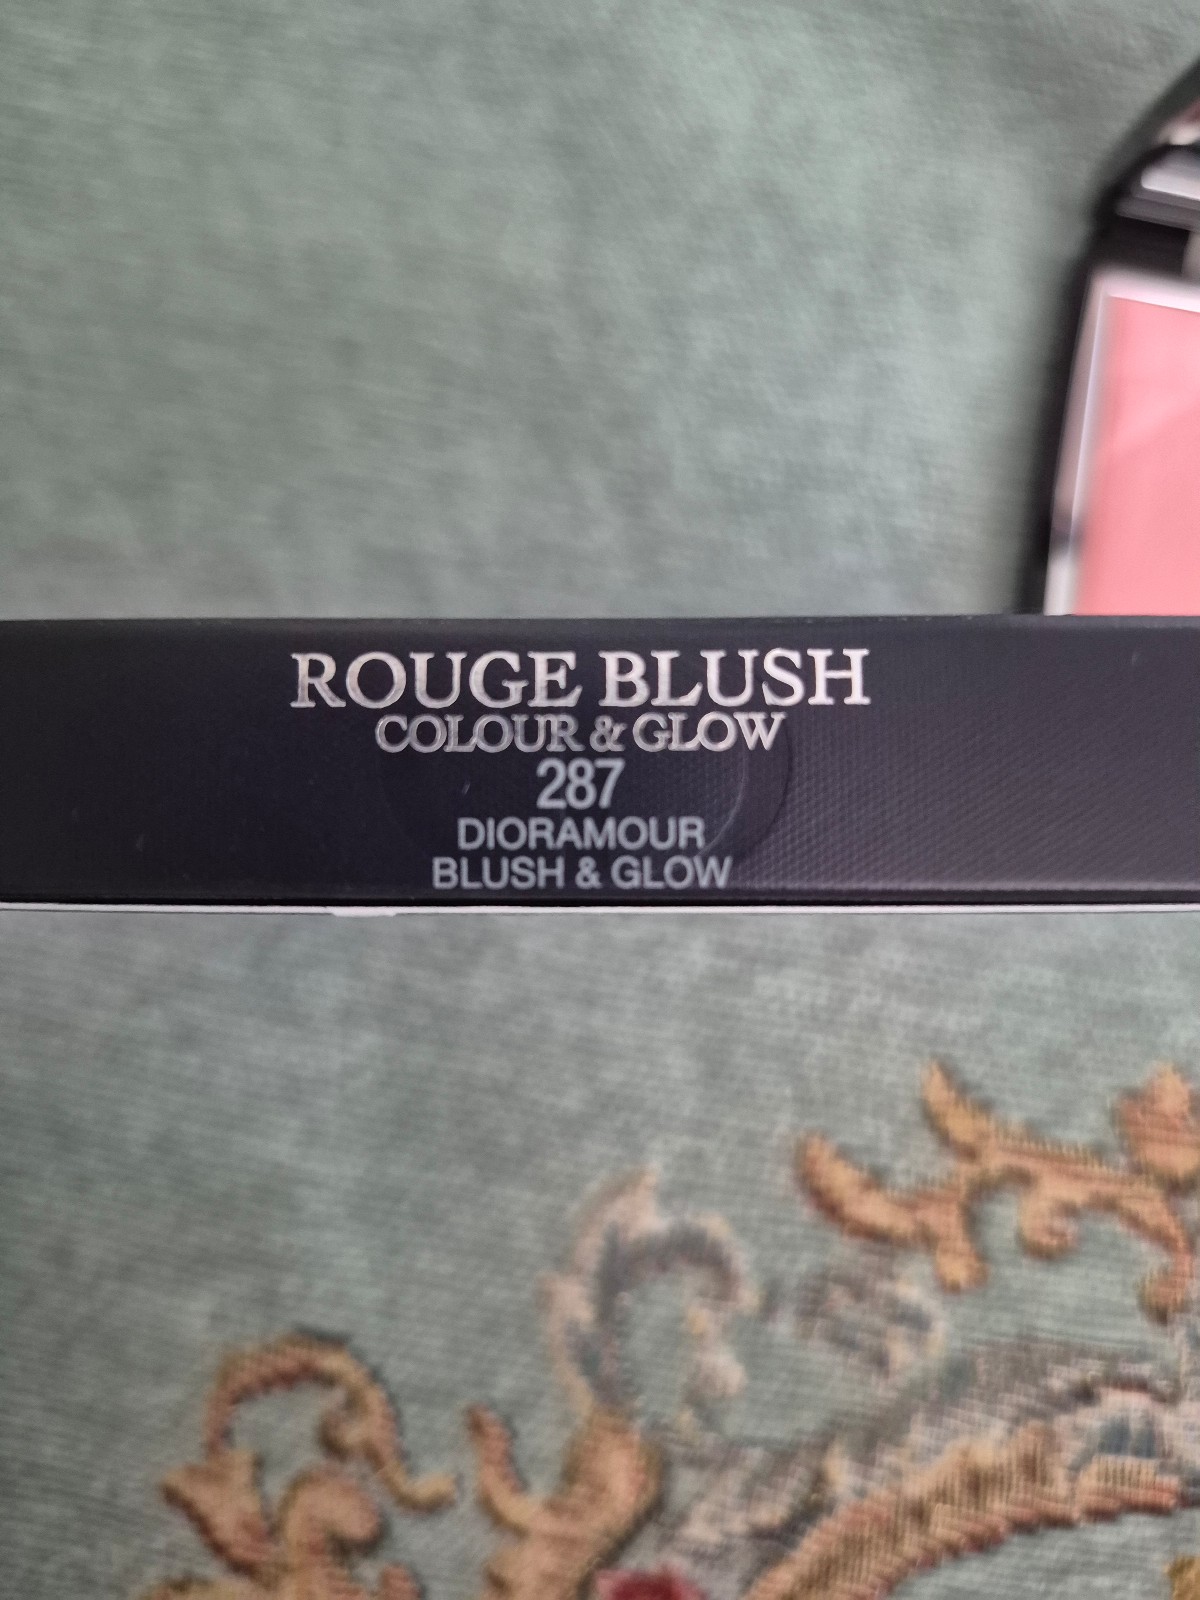 ROUGE BLUSH
COLOUR & GLOW
287
DIORAMOUR
BLUSH & GLOW